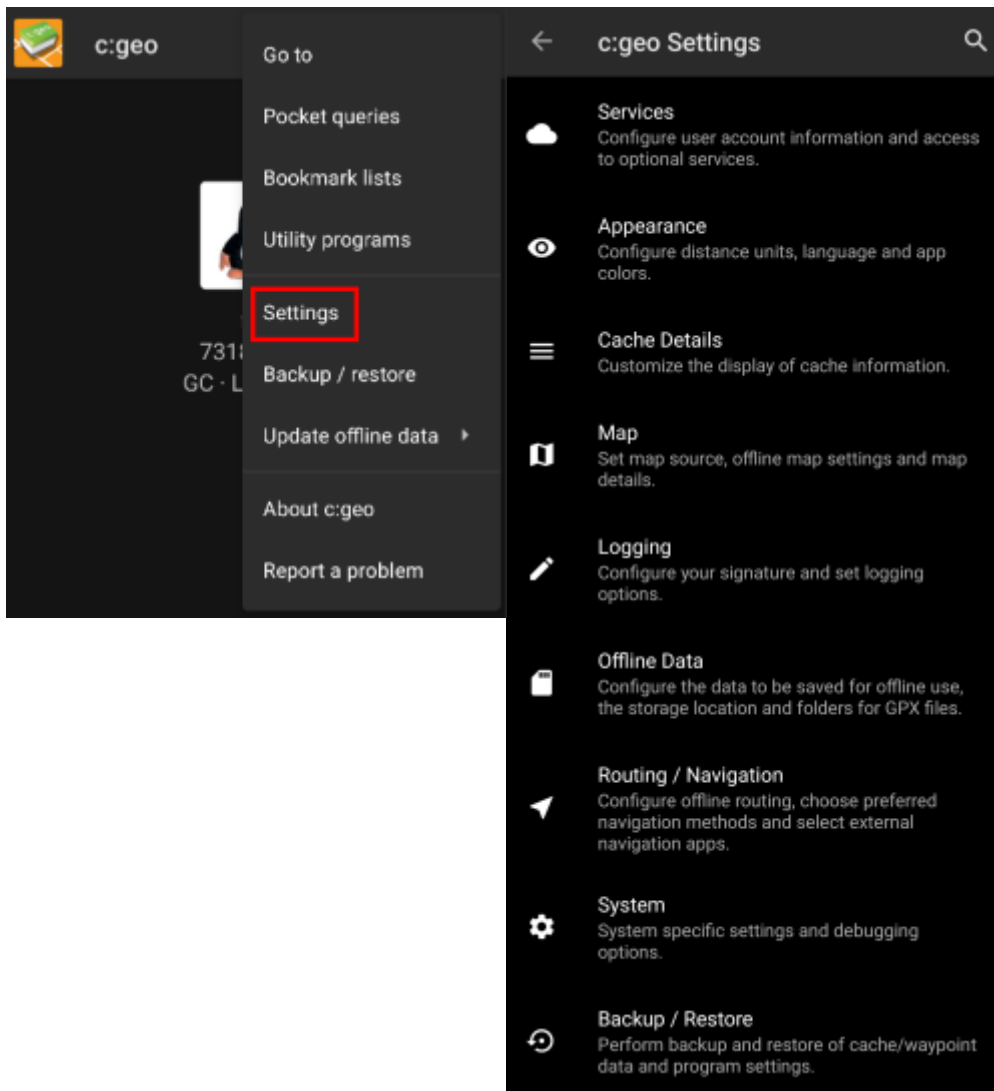 c:geo
Go to
Pocket queries
Bookmark lists
Utility programs
Settings
Backup / restore
Update offline data
About c:geo
Report a problem
731
GC · L
c:geo Settings
Services
Configure user account information and access
to optional services.
Appearance
Configure distance units, language and app
colors.
Cache Details
Customize the display of cache information.
Map
Set map source, offline map settings and map
details.
Logging
Configure your signature and set logging
options.
Offline Data
Configure the data to be saved for offline use,
the storage location and folders for GPX files.
Routing / Navigation
Configure offline routing, choose preferred
navigation methods and select external
navigation apps.
System
System specific settings and debugging
options.
Backup / Restore
Perform backup and restore of cache/waypoint
data and program settings.